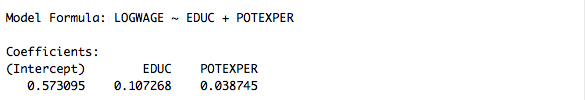 Model Formula: LOGWAGE ~ EDUC + POTEXPER
Coefficients:
(Intercept) EDUC POTEXPER
0.573095 0.107268 0.038745